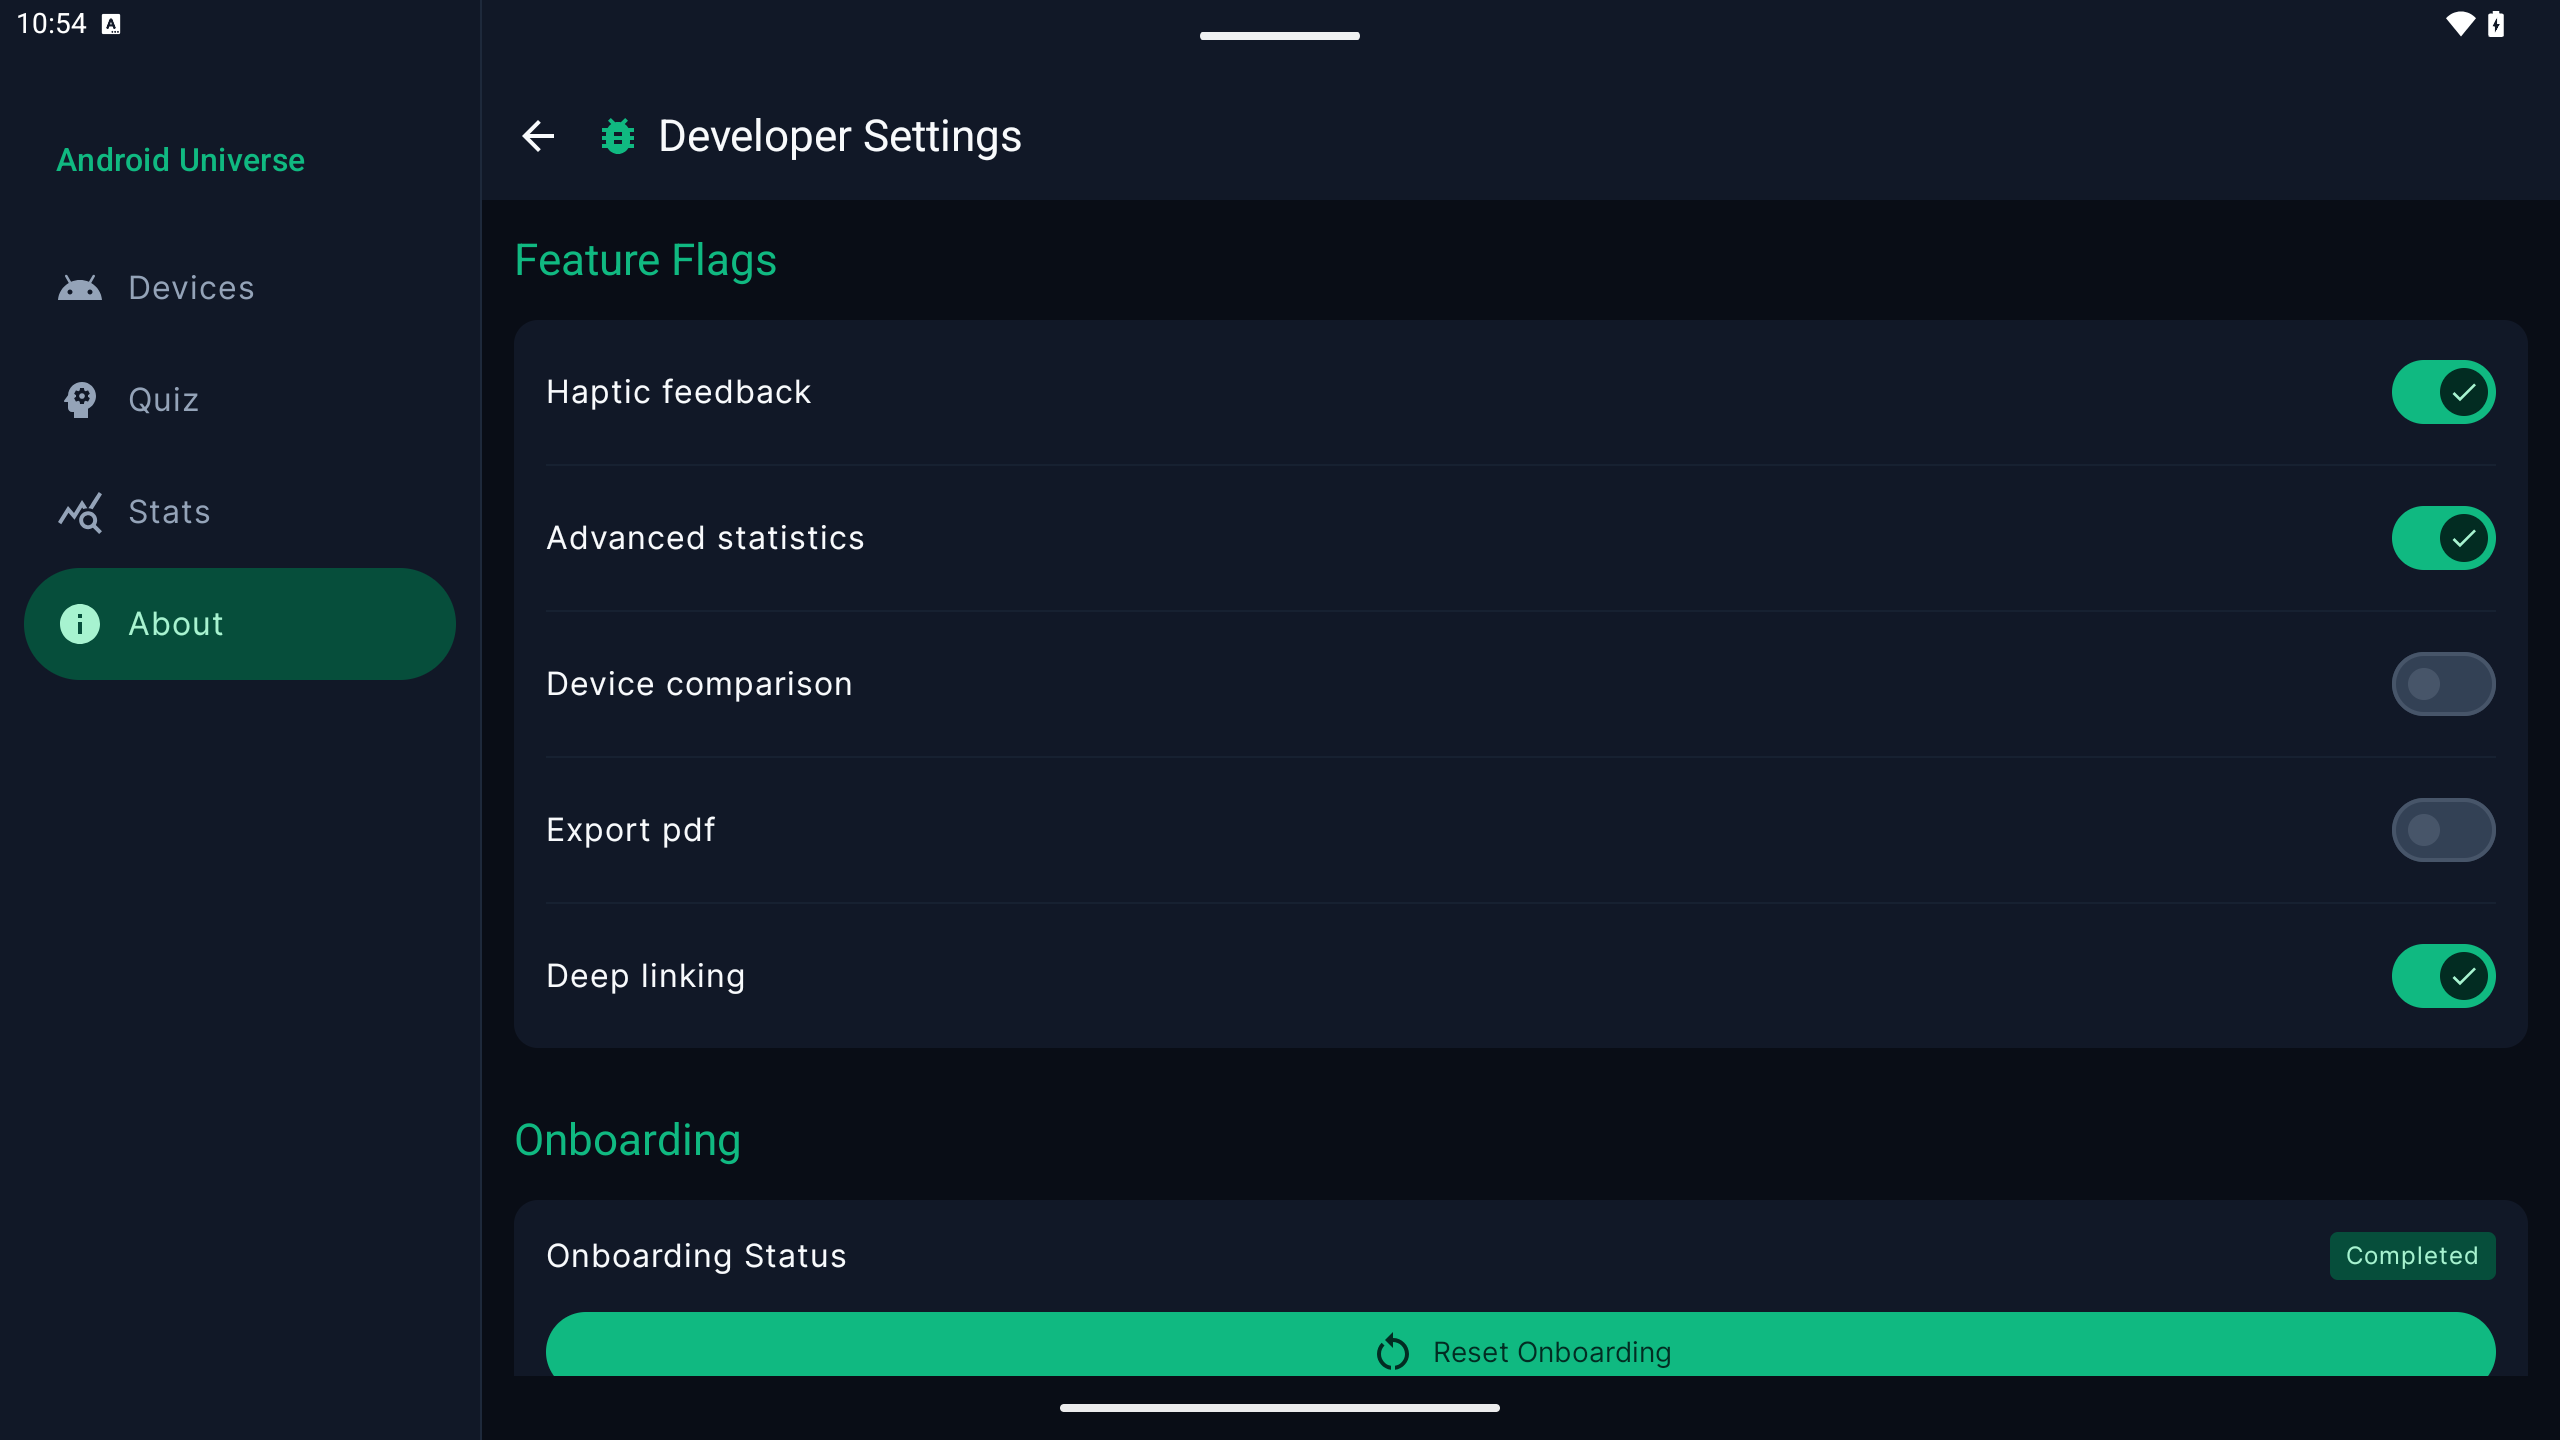 10:54
Android Universe
Devices
Quiz
Stats
About
Developer Settings
Feature Flags
Haptic feedback
Advanced statistics
Device comparison
Export pdf
Deep linking
Onboarding
Onboarding Status
Completed
Reset Onboarding